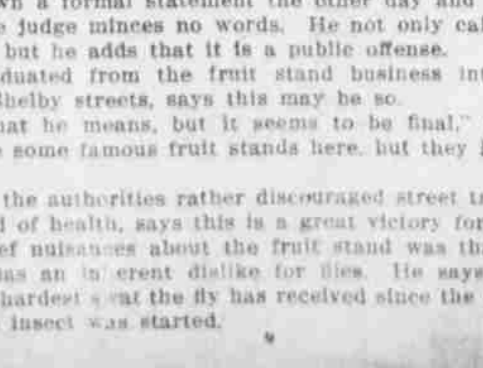 wn a formal statement the other day and
e judge minces no words. He not only cal
but he adds that it is a public offense.
duated from the fruit stand business int
Shelby streets, says this may be so.
hat he means, but it seems to be final,"
e some famous fruit stands here, but they
the authorities rather discouraged street t
d of health, says this is a great victory for
ef nuisances about the fruit stand was th
has an in erent dislike for flies. He says
hardest s at the fly has received since the
insect was started.